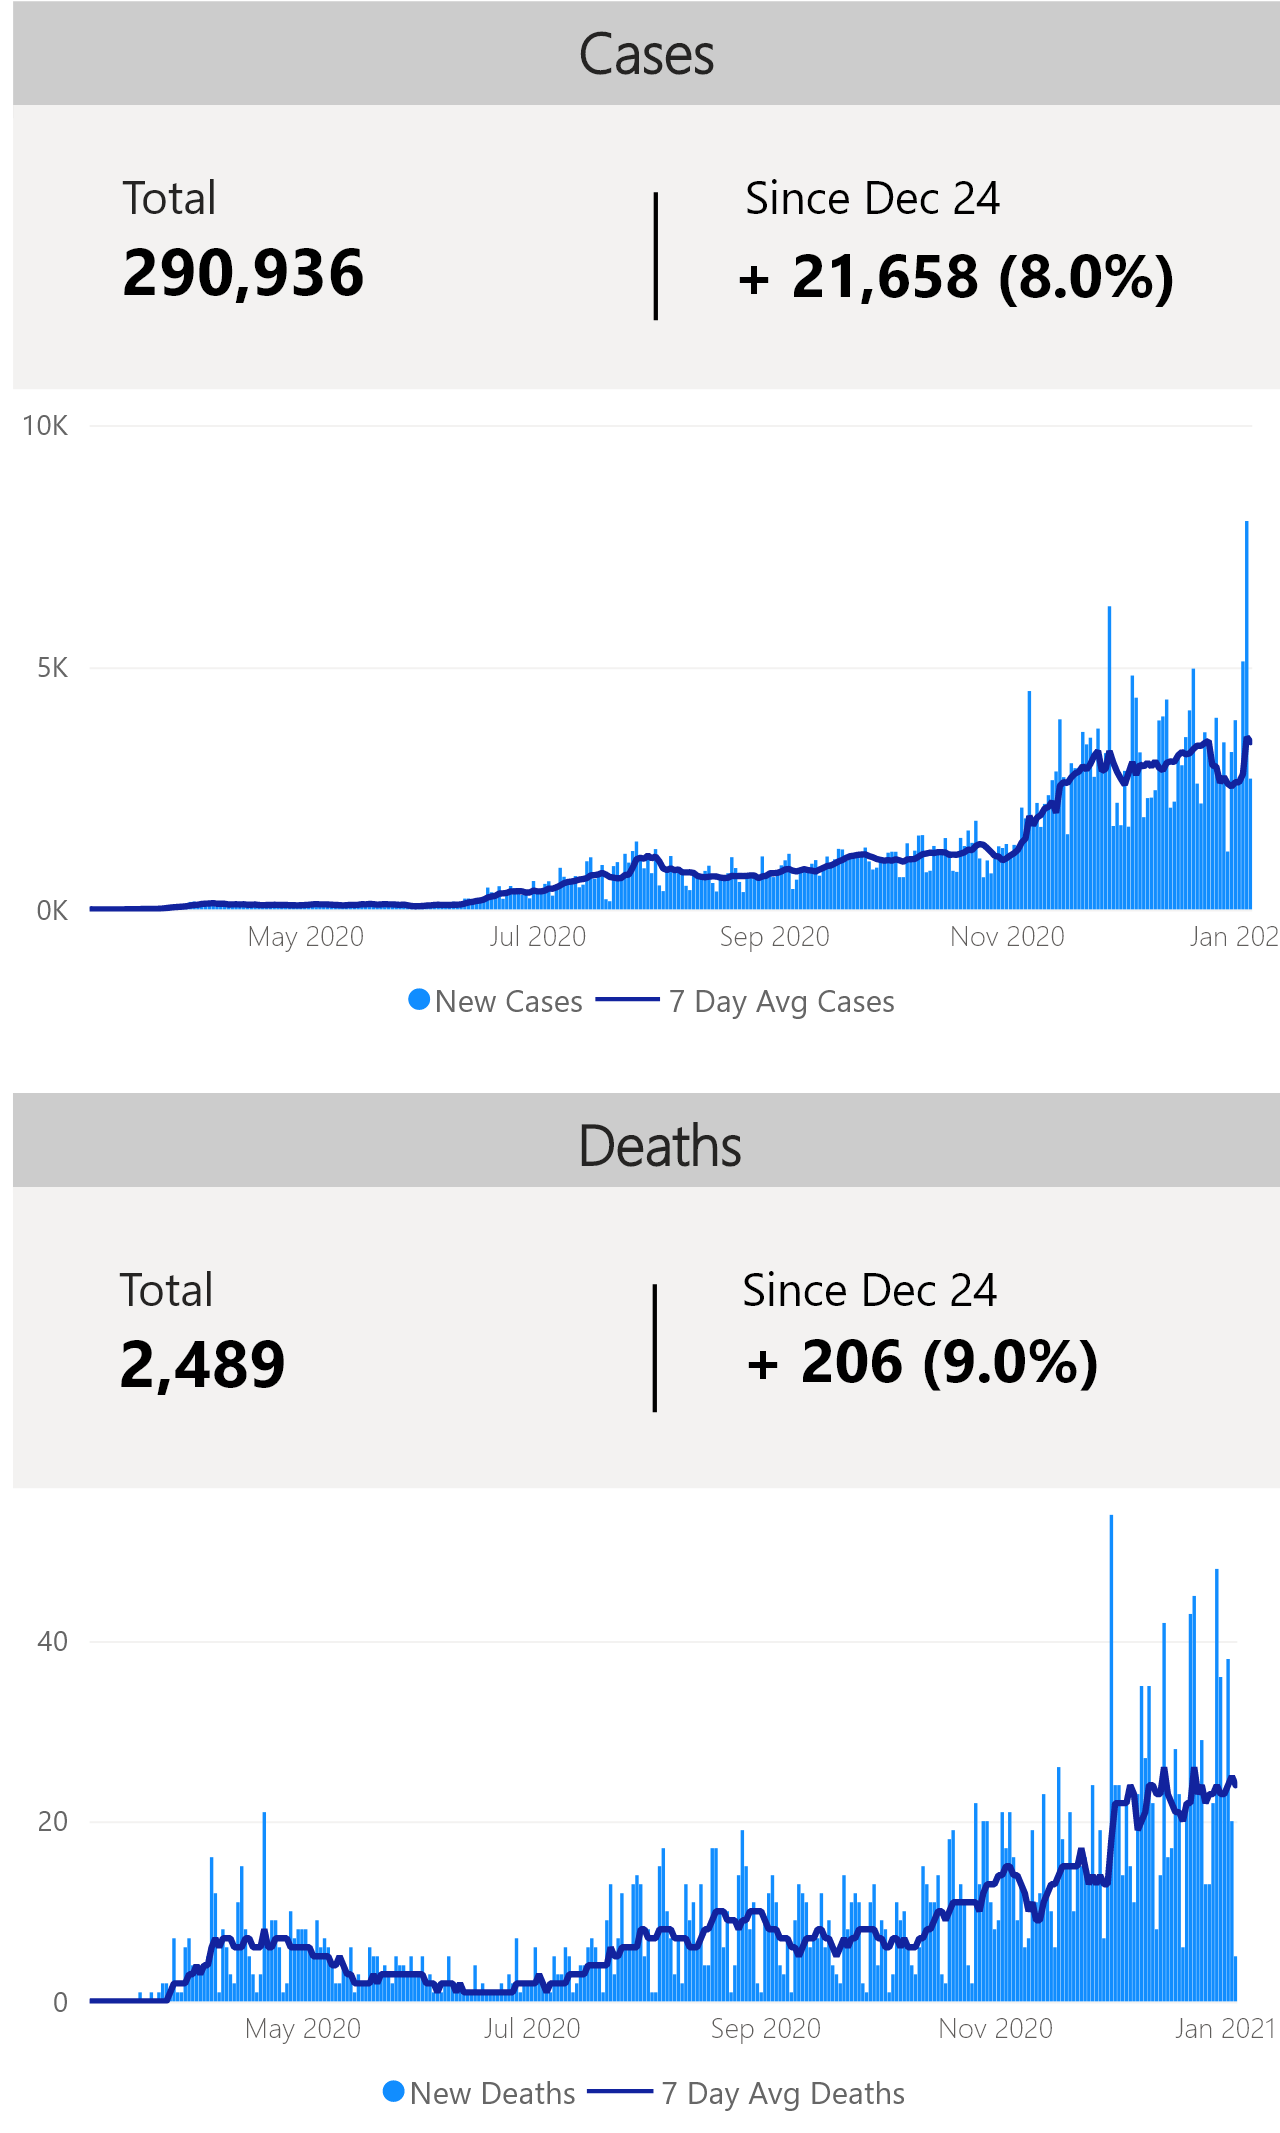 Cases
Total
Since Dec 24
290,936
+ 21,658 (8.0%)
10K
5K
0K
May 2020
Jul 2020
Sep 2020
Nov 2020
Jan 202
New Cases
7 Day Avg Cases
Deaths
Total
Since Dec 24
2,489
+ 206 (9.0%)
40
20
0
May 2020
Jul 2020
Sep 2020
Nov 2020
Jan 2021
New Deaths
7 Day Avg Deaths